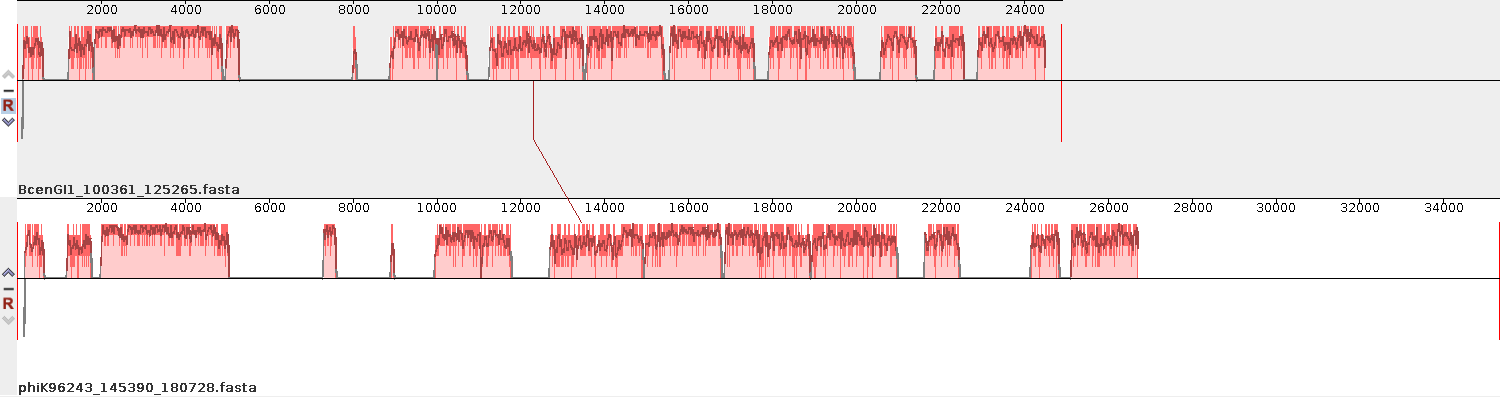 2000 4000 6000 8000 10000 12000 14000 16000 18000 20000 22000 24000
R
BcenGI1_100361_125265.fasta
2000 4000 6000 8000 10000 12000 14000 16000 18000 20000 22000 24000 26000 28000 30000 32000 34000
R
phiK96243_145390_180728.fasta